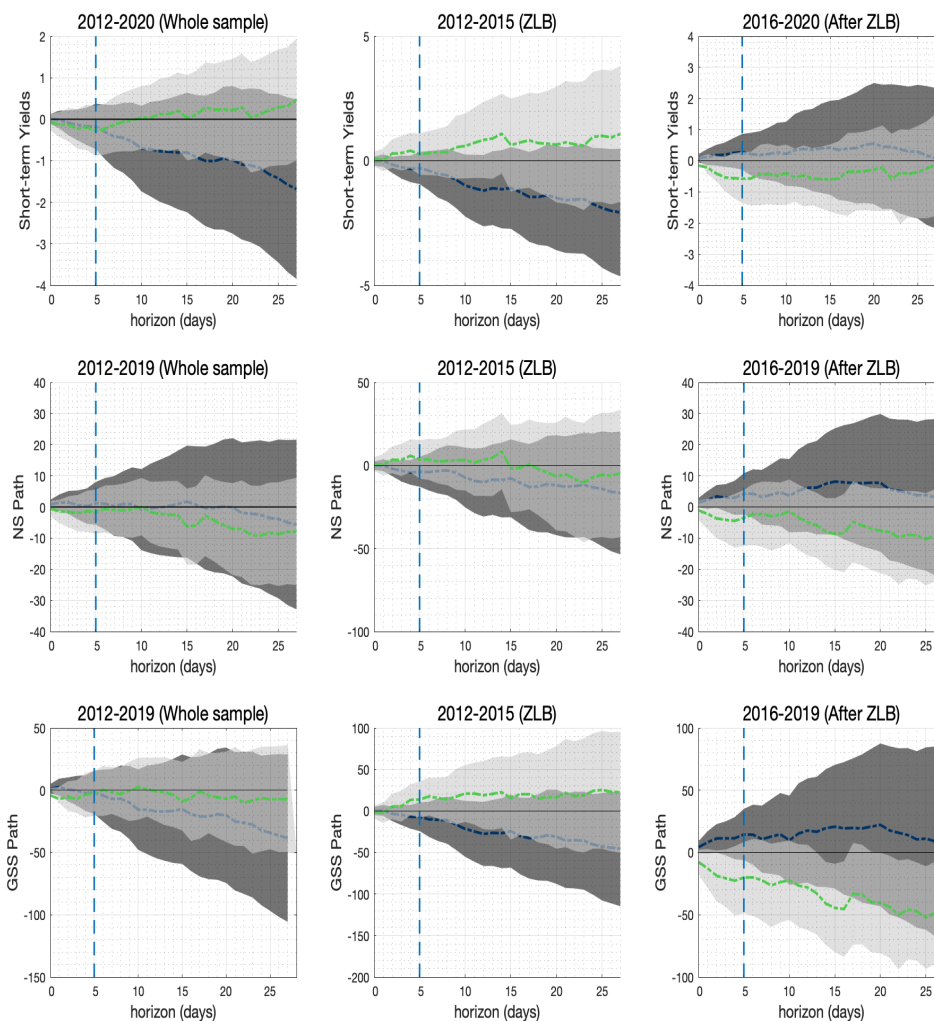 2012-2020 (Whole sample)
2012-2015 (ZLB)
2016-2020 (After ZLB)
Short-term Yields
2
1
0
-1
-2
-3
-4
0 5 10 15 20 25
horizon (days)
Short-term Yields
5
0
-5
0 5 10 15 20 25
horizon (days)
Short-term Yields
4
3
2
1
0
-1
-2
-3
-4
0 5 10 15 20 25
horizon (days)
2012-2019 (Whole sample)
2012-2015 (ZLB)
2016-2019 (After ZLB)
NS Path
40
30
20
10
0
-10
-20
-30
-40
0 5 10 15 20 25
horizon (days)
NS Path
50
0
-50
-100
0 5 10 15 20 25
horizon (days)
NS Path
40
30
20
10
0
-10
-20
-30
-40
0 5 10 15 20 25
horizon (days)
2012-2019 (Whole sample)
2012-2015 (ZLB)
2016-2019 (After ZLB)
GSS Path
50
0
-50
-100
-150
0 5 10 15 20 25
horizon (days)
GSS Path
100
50
0
-50
-100
-150
-200
0 5 10 15 20 25
horizon (days)
GSS Path
100
50
0
-50
-100
0 5 10 15 20 25
horizon (days)